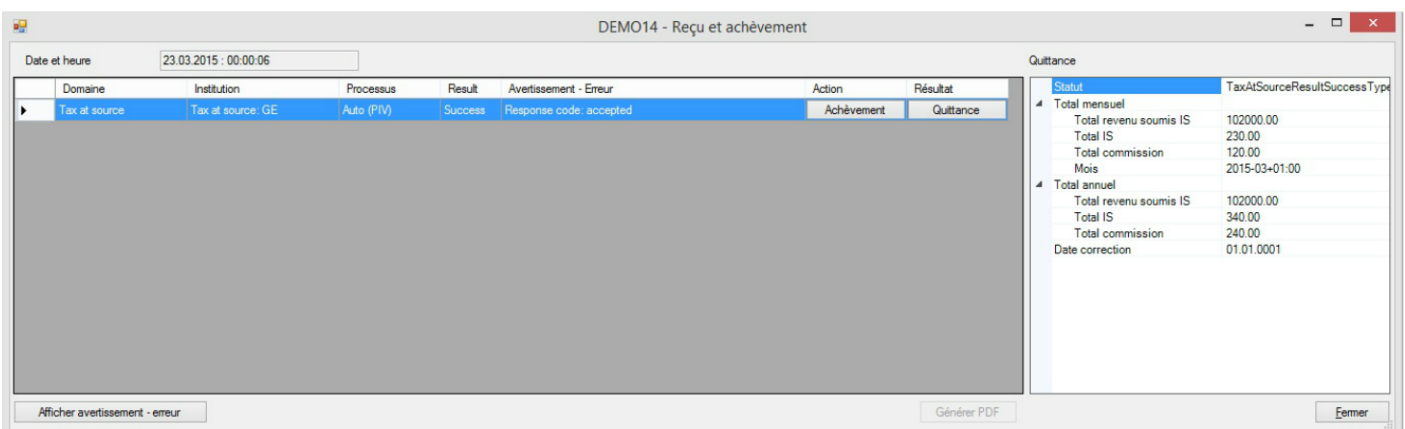 DEMO14 - Reçu et achèvement
Date et heure 23.03.2015 : 00:00:06 Quittance
Domaine Institution Processus Result Avertissement - Erreur Action Résultat
Tax at source Tax at source: GE Auto (PIV) Success Response code: accepted Achèvement Quittance
Statut TaxAtSourceResultSuccessType
Total mensuel
Total revenu soumis IS 102000.00
Total IS 230.00
Total commission 120.00
Mois 2015-03+01:00
Total annuel
Total revenu soumis IS 102000.00
Total IS 340.00
Total commission 240.00
Date correction 01.01.0001
Afficher avertissement - erreur Générer PDF Fermer